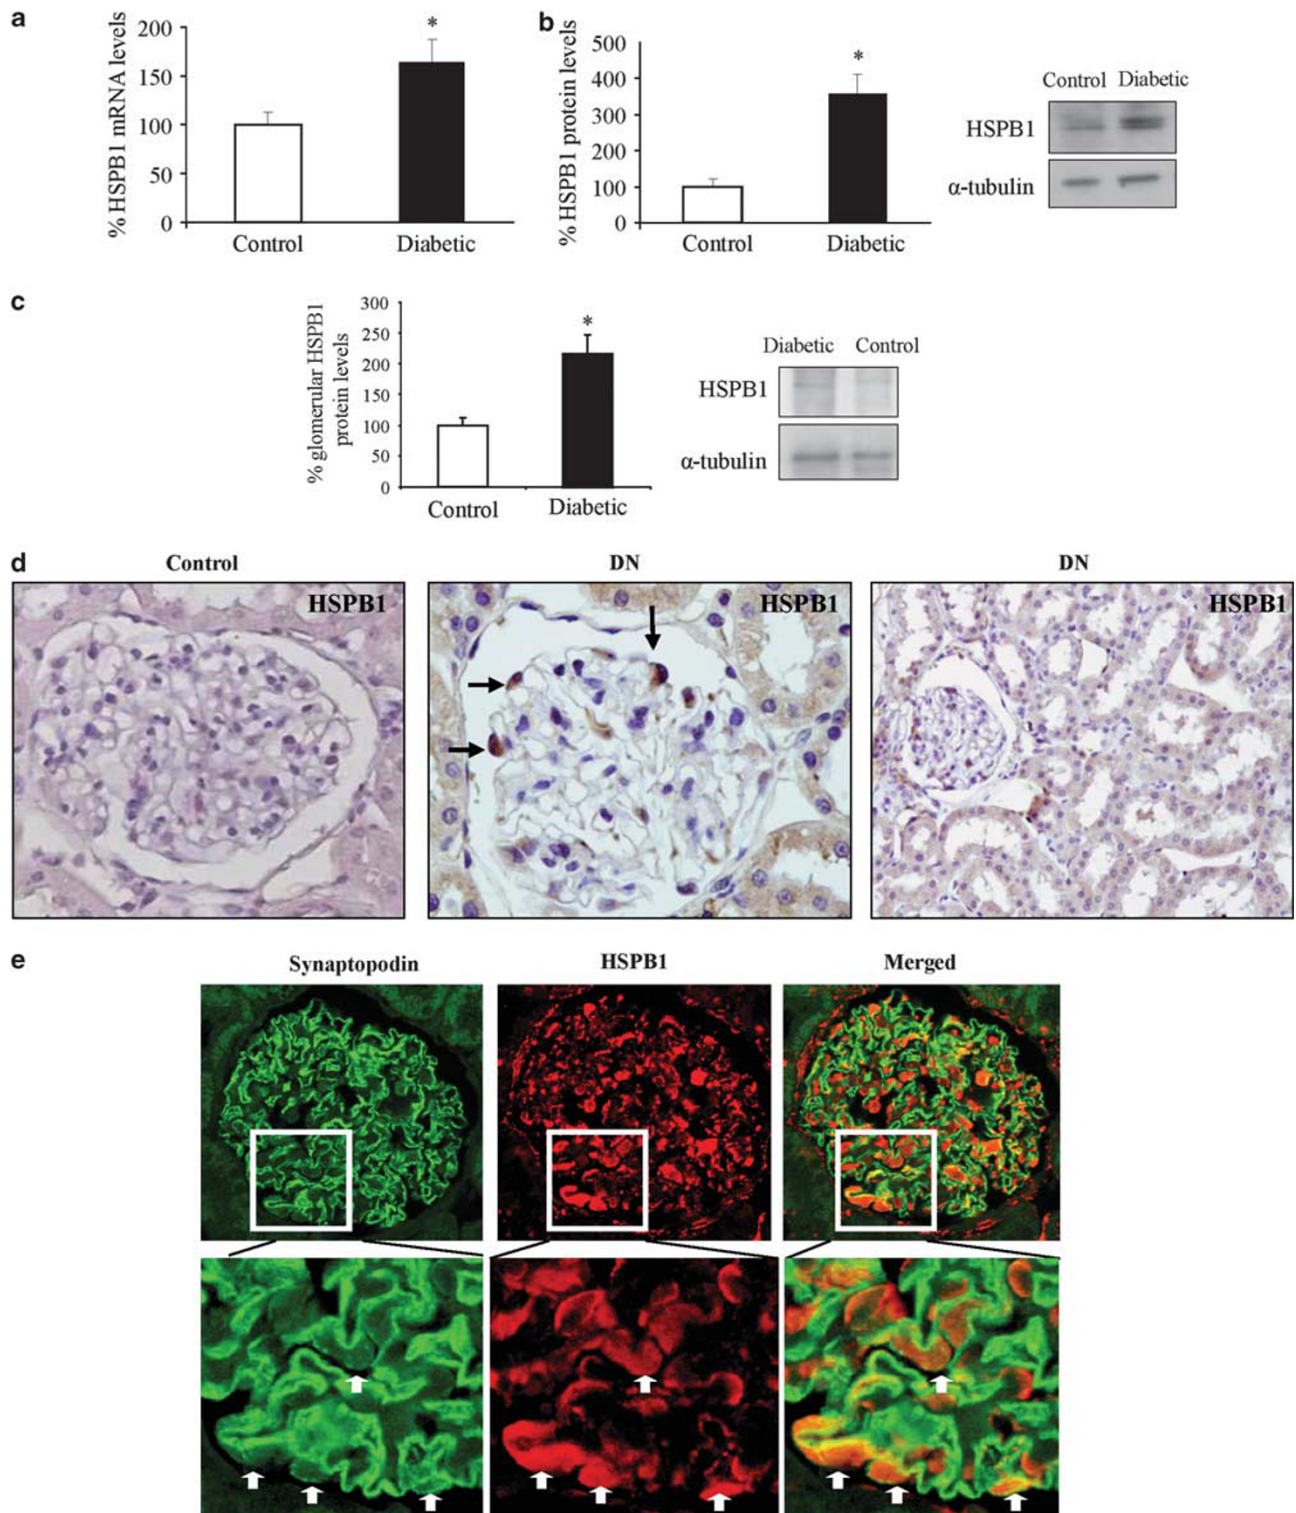 a
% HSPB1 mRNA levels
200
150
100
50
0
*
Control
Diabetic
b
% HSPB1 protein levels
500
400
300
200
100
0
*
Control
Diabetic
Control Diabetic
HSPB1
α-tubulin
c
% glomerular HSPB1
protein levels
300
250
200
150
100
50
0
*
Control
Diabetic
Diabetic Control
HSPB1
α-tubulin
d
Control
DN
DN
HSPB1
HSPB1
HSPB1
e
Synaptopodin
HSPB1
Merged